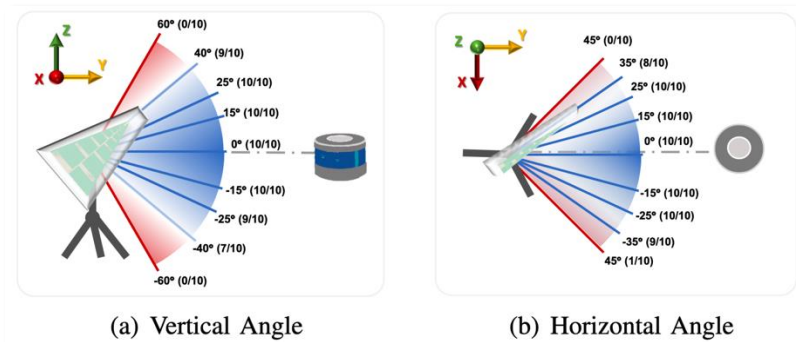 Z
Y
X
60° (0/10)
40° (9/10)
25° (10/10)
15° (10/10)
0° (10/10)
-15° (10/10)
-25° (9/10)
-40° (7/10)
-60° (0/10)
(a) Vertical Angle
Z
Y
X
45° (0/10)
35° (8/10)
25° (10/10)
15° (10/10)
0° (10/10)
-15° (10/10)
-25° (10/10)
-35° (9/10)
45° (1/10)
(b) Horizontal Angle